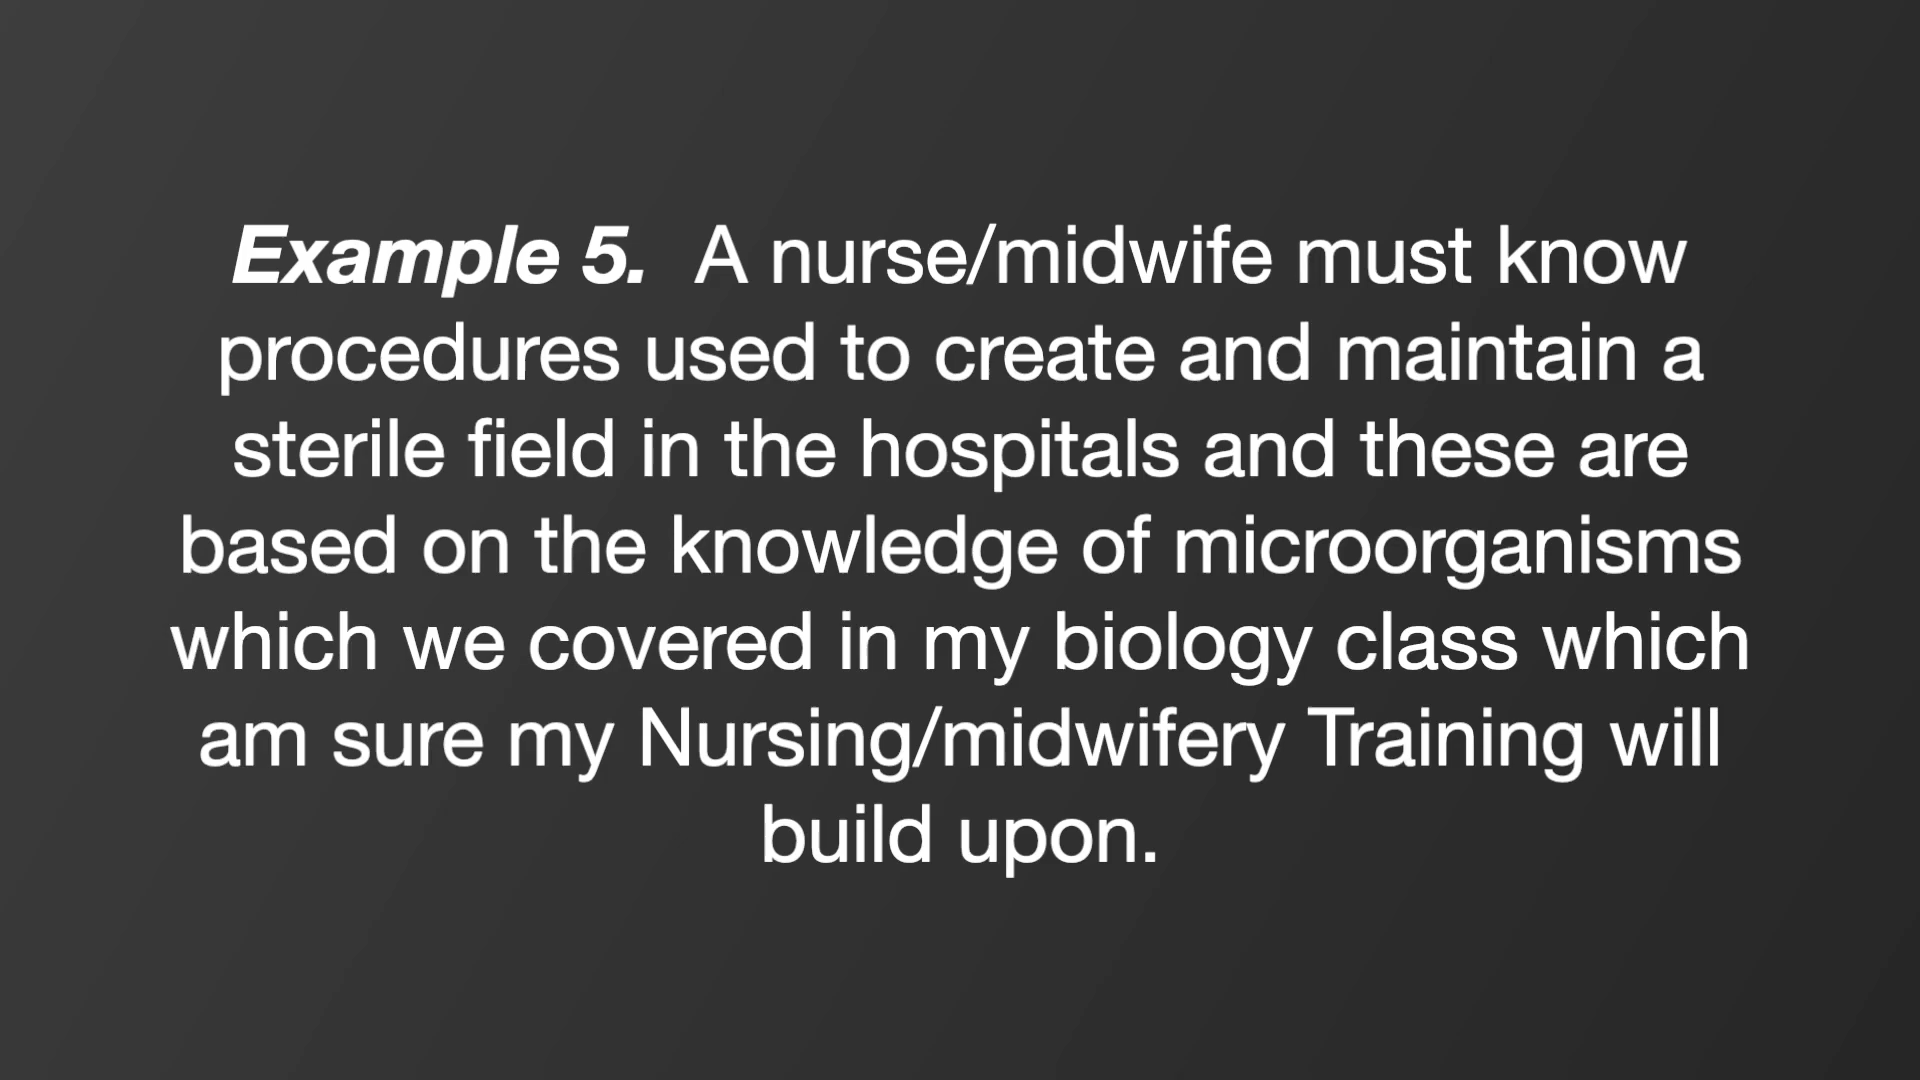 Example 5. A nurse/midwife must know
procedures used to create and maintain a
sterile field in the hospitals and these are
based on the knowledge of microorganisms
which we covered in my biology class which
am sure my Nursing/midwifery Training will
build upon.